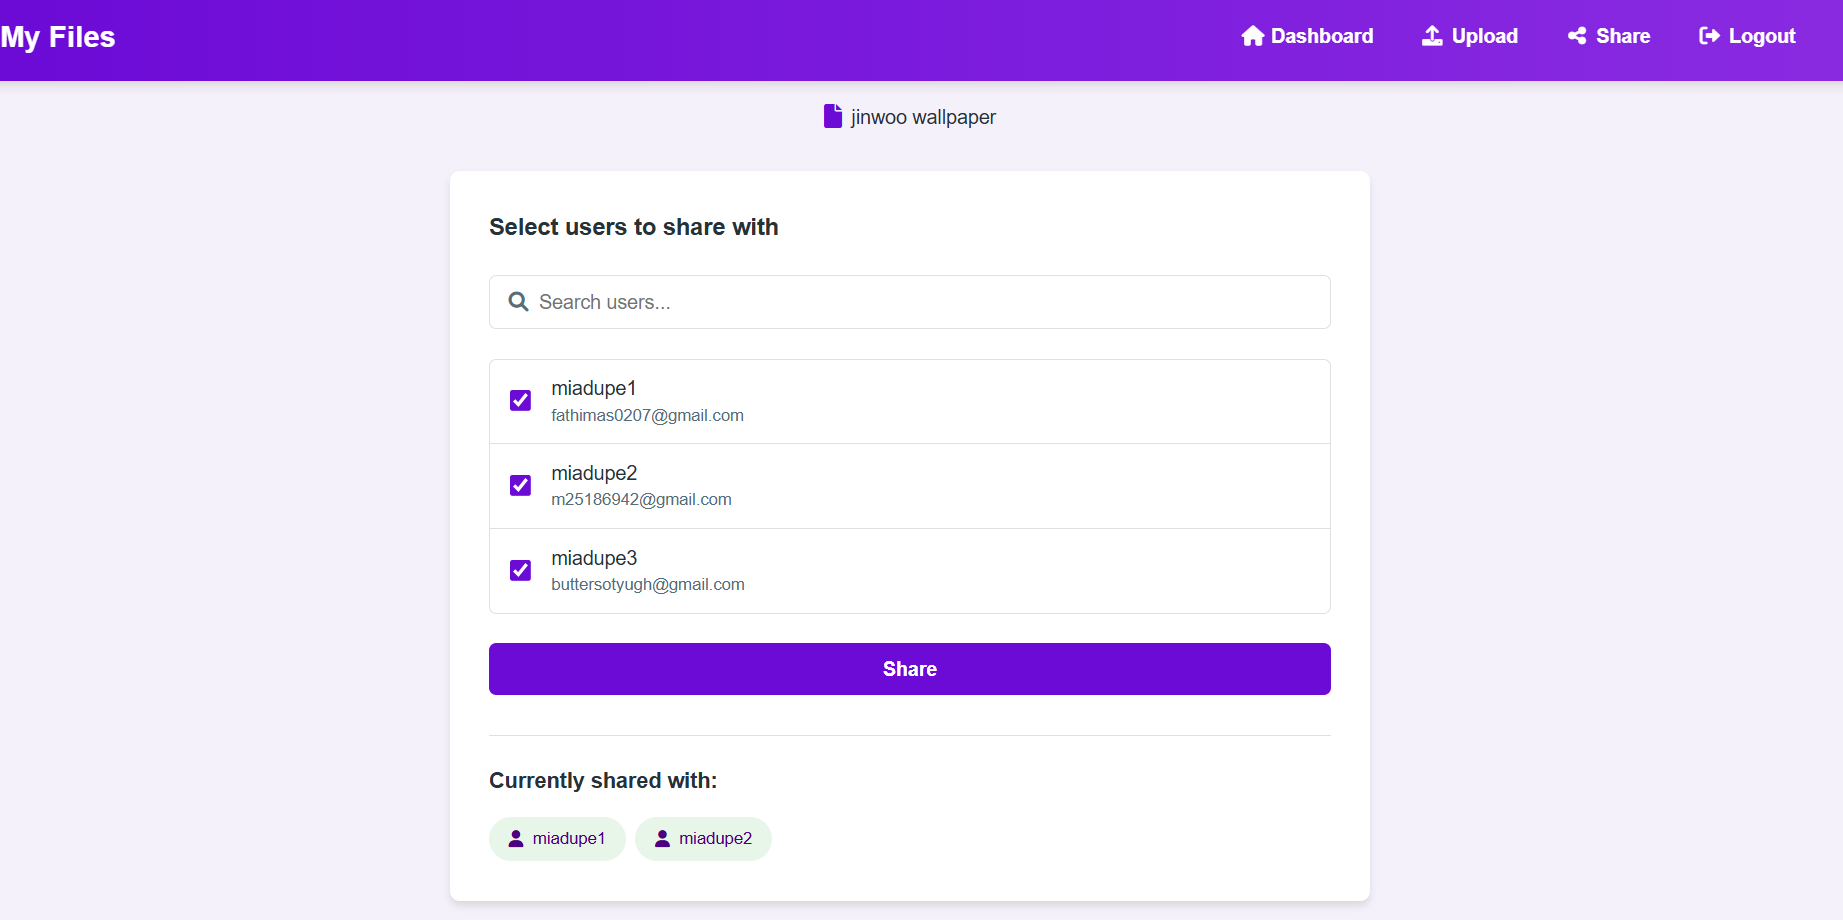 My Files
Dashboard
Upload
Share
Logout
jinwoo wallpaper
Select users to share with
Search users...
miadupe1
fathimas0207@gmail.com
miadupe2
m25186942@gmail.com
miadupe3
buttersotyugh@gmail.com
Share
Currently shared with:
miadupe1
miadupe2